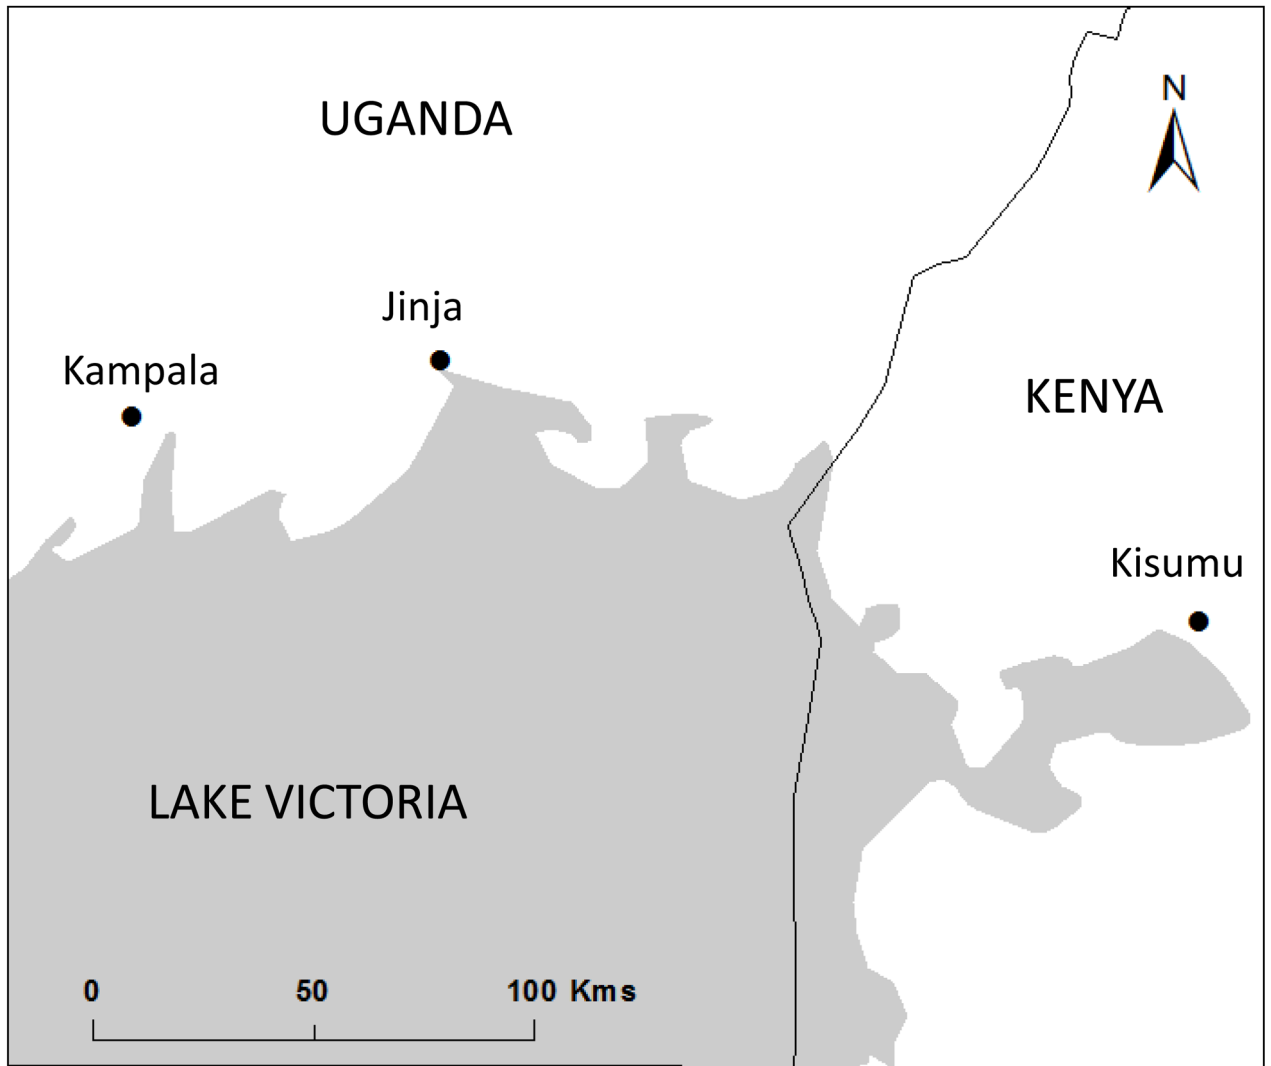 N
UGANDA
Jinja
Kampala
KENYA
Kisumu
LAKE VICTORIA
0 50 100 Kms